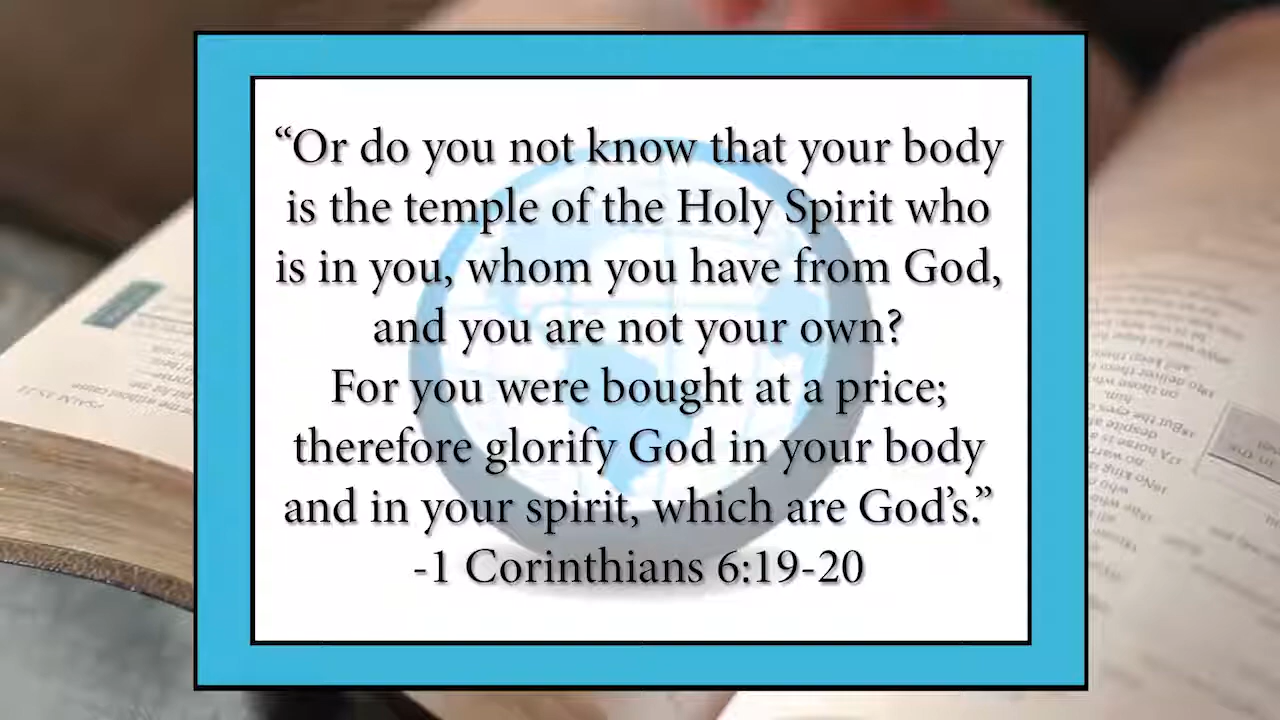 “Or do you not know that your body
is the temple of the Holy Spirit who
is in you, whom you have from God,
and you are not your own?
For you were bought at a price;
therefore glorify God in your body
and in your spirit, which are God’s.”
-1 Corinthians 6:19-20